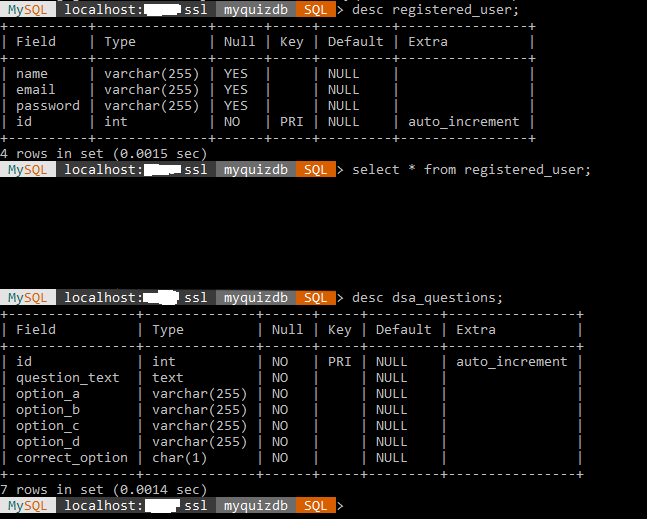 MySQL localhost: ssl myquizdb SQL > desc registered_user;
+----------+--------------+------+-----+---------+----------------+
| Field    | Type         | Null | Key | Default | Extra          |
+----------+--------------+------+-----+---------+----------------+
| name     | varchar(255) | YES  |     | NULL    |                |
| email    | varchar(255) | YES  |     | NULL    |                |
| password | varchar(255) | YES  |     | NULL    |                |
| id       | int          | NO   | PRI | NULL    | auto_increment |
+----------+--------------+------+-----+---------+----------------+
4 rows in set (0.0015 sec)
MySQL localhost: ssl myquizdb SQL > select * from registered_user;
MySQL localhost: ssl myquizdb SQL > desc dsa_questions;
+----------------+--------------+------+-----+---------+----------------+
| Field          | Type         | Null | Key | Default | Extra          |
+----------------+--------------+------+-----+---------+----------------+
| id             | int          | NO   | PRI | NULL    | auto_increment |
| question_text  | text         | NO   |     | NULL    |                |
| option_a       | varchar(255) | NO   |     | NULL    |                |
| option_b       | varchar(255) | NO   |     | NULL    |                |
| option_c       | varchar(255) | NO   |     | NULL    |                |
| option_d       | varchar(255) | NO   |     | NULL    |                |
| correct_option | char(1)      | NO   |     | NULL    |                |
+----------------+--------------+------+-----+---------+----------------+
7 rows in set (0.0014 sec)
MySQL localhost: ssl myquizdb SQL >